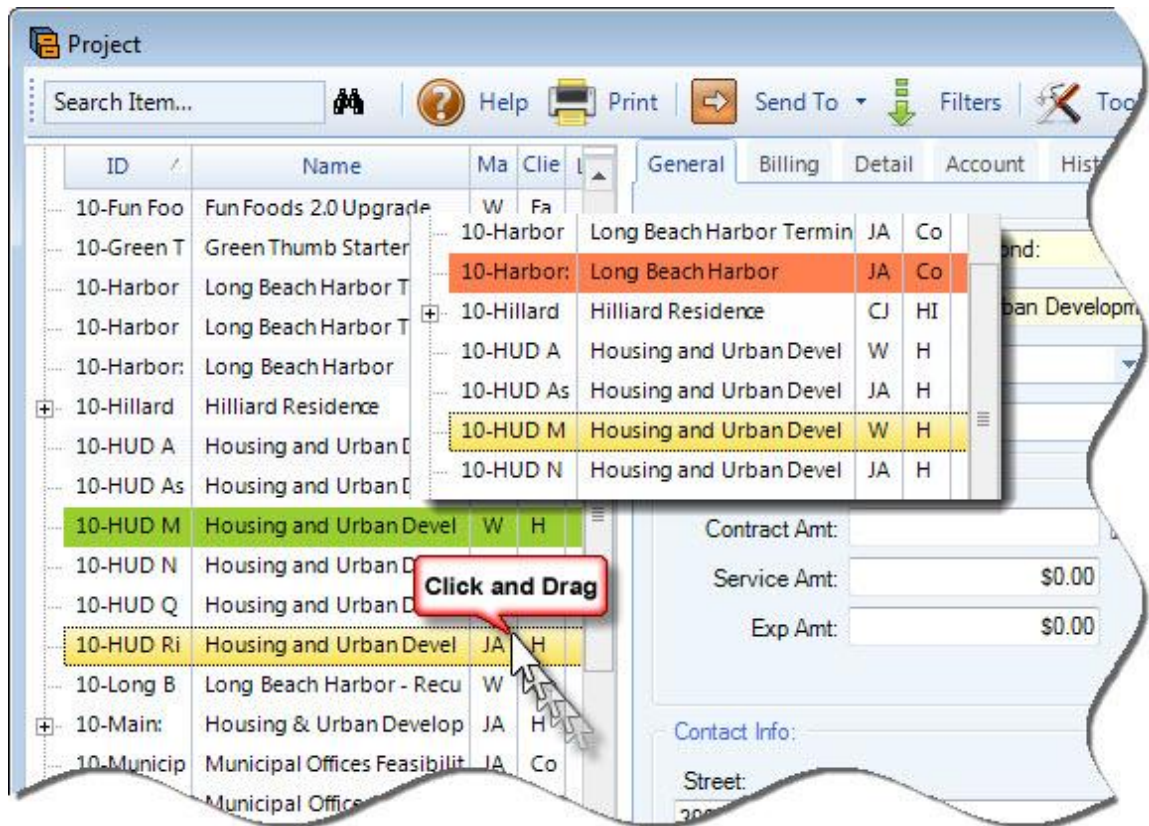 Project
Search Item... Help Print Send To Filters Too
ID Name Ma Clie L General Billing Detail Account Hist
10-Fun Foo Fun Foods 2.0 Upgrade W Fa
10-Green T Green Thumb Starter
10-Harbor Long Beach Harbor T
10-Harbor Long Beach Harbor T
10-Harbor: Long Beach Harbor
10-Hillard Hilliard Residence
10-HUD A Housing and Urban D
10-HUD As Housing and Urban D
10-HUD M Housing and Urban Devel W H
10-HUD N Housing and Urban D
10-HUD Q Housing and Urban D
10-HUD Ri Housing and Urban Devel JA H
10-Long B Long Beach Harbor - Recu W
10-Main: Housing & Urban Develop JA H
10-Municip Municipal Offices Feasibilit JA Co
Municipal Office
10-Harbor Long Beach Harbor Termin JA Co
10-Harbor: Long Beach Harbor JA Co
10-Hillard Hilliard Residence CJ HI
10-HUD A Housing and Urban Devel W H
10-HUD As Housing and Urban Devel JA H
10-HUD M Housing and Urban Devel W H
10-HUD N Housing and Urban Devel JA H
Click and Drag
ond:
ban Developm
Contract Amt:
Service Amt: $0.00
Exp Amt: $0.00
Contact Info:
Street: